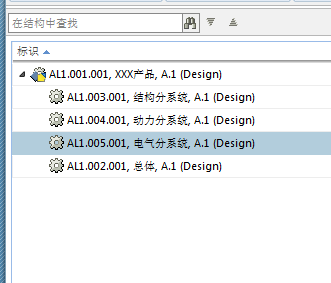 在结构中查找
标识
AL1.001.001, XXX产品, A.1 (Design)
AL1.003.001, 结构分系统, A.1 (Design)
AL1.004.001, 动力分系统, A.1 (Design)
AL1.005.001, 电气分系统, A.1 (Design)
AL1.002.001, 总体, A.1 (Design)